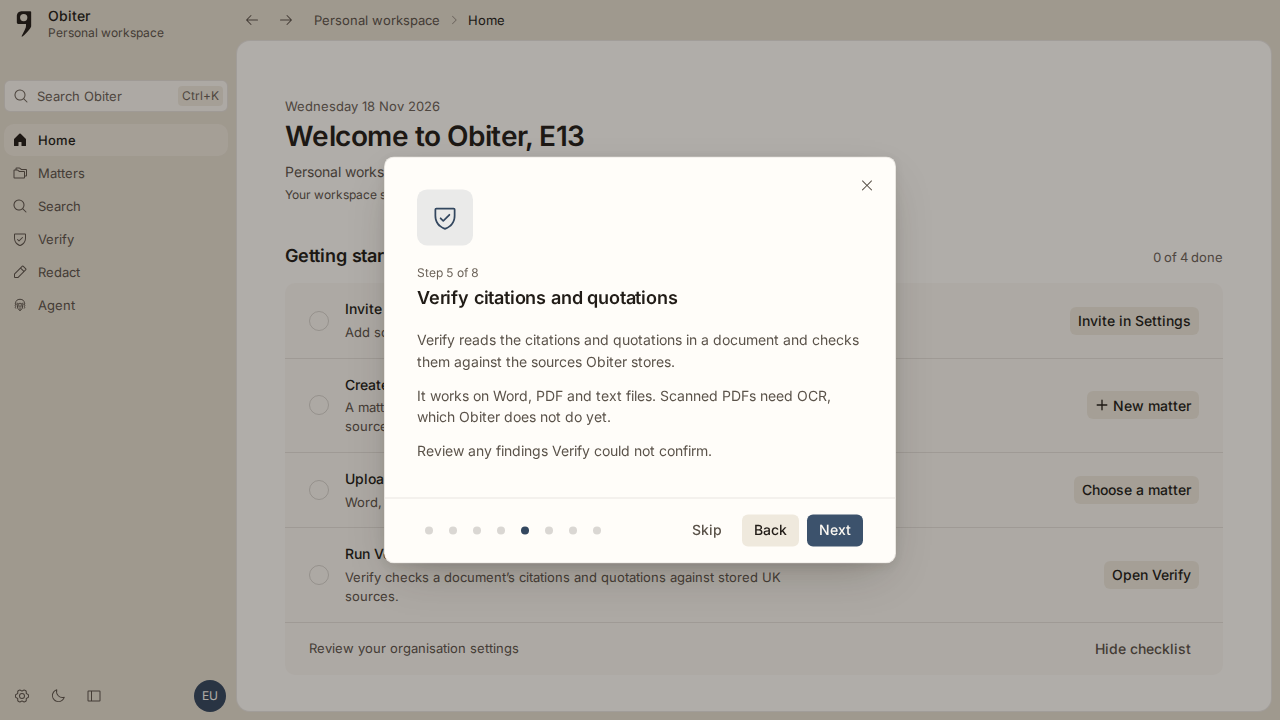 Obiter
Personal workspace
Search Obiter
Ctrl+K
Home
Matters
Search
Verify
Redact
Agent
EU
Personal workspace
Home
Wednesday 18 Nov 2026
Welcome to Obiter, E13
Personal works
Your workspace s
Getting star
0 of 4 done
Invite
Add so
Invite in Settings
Create
A matt
source
New matter
Uploa
Word,
Choose a matter
Run V
Verify checks a document’s citations and quotations against stored UK
sources.
Open Verify
Review your organisation settings
Hide checklist
Step 5 of 8
Verify citations and quotations
Verify reads the citations and quotations in a document and checks
them against the sources Obiter stores.
It works on Word, PDF and text files. Scanned PDFs need OCR,
which Obiter does not do yet.
Review any findings Verify could not confirm.
Skip
Back
Next